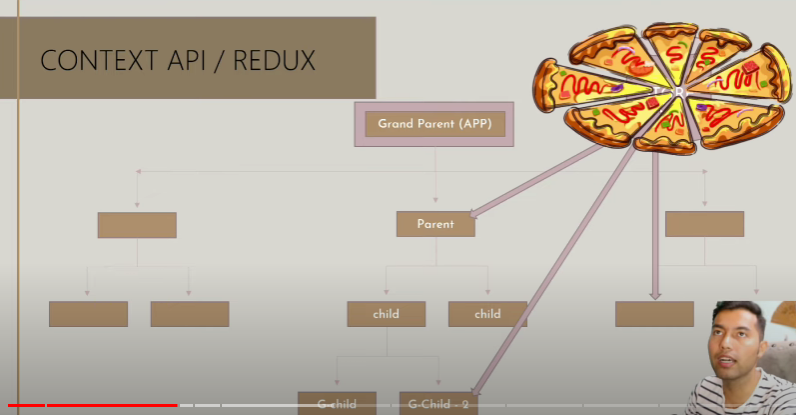 CONTEXT API / REDUX
Grand Parent (APP)
Parent
child
child
G-child
G-Child - 2